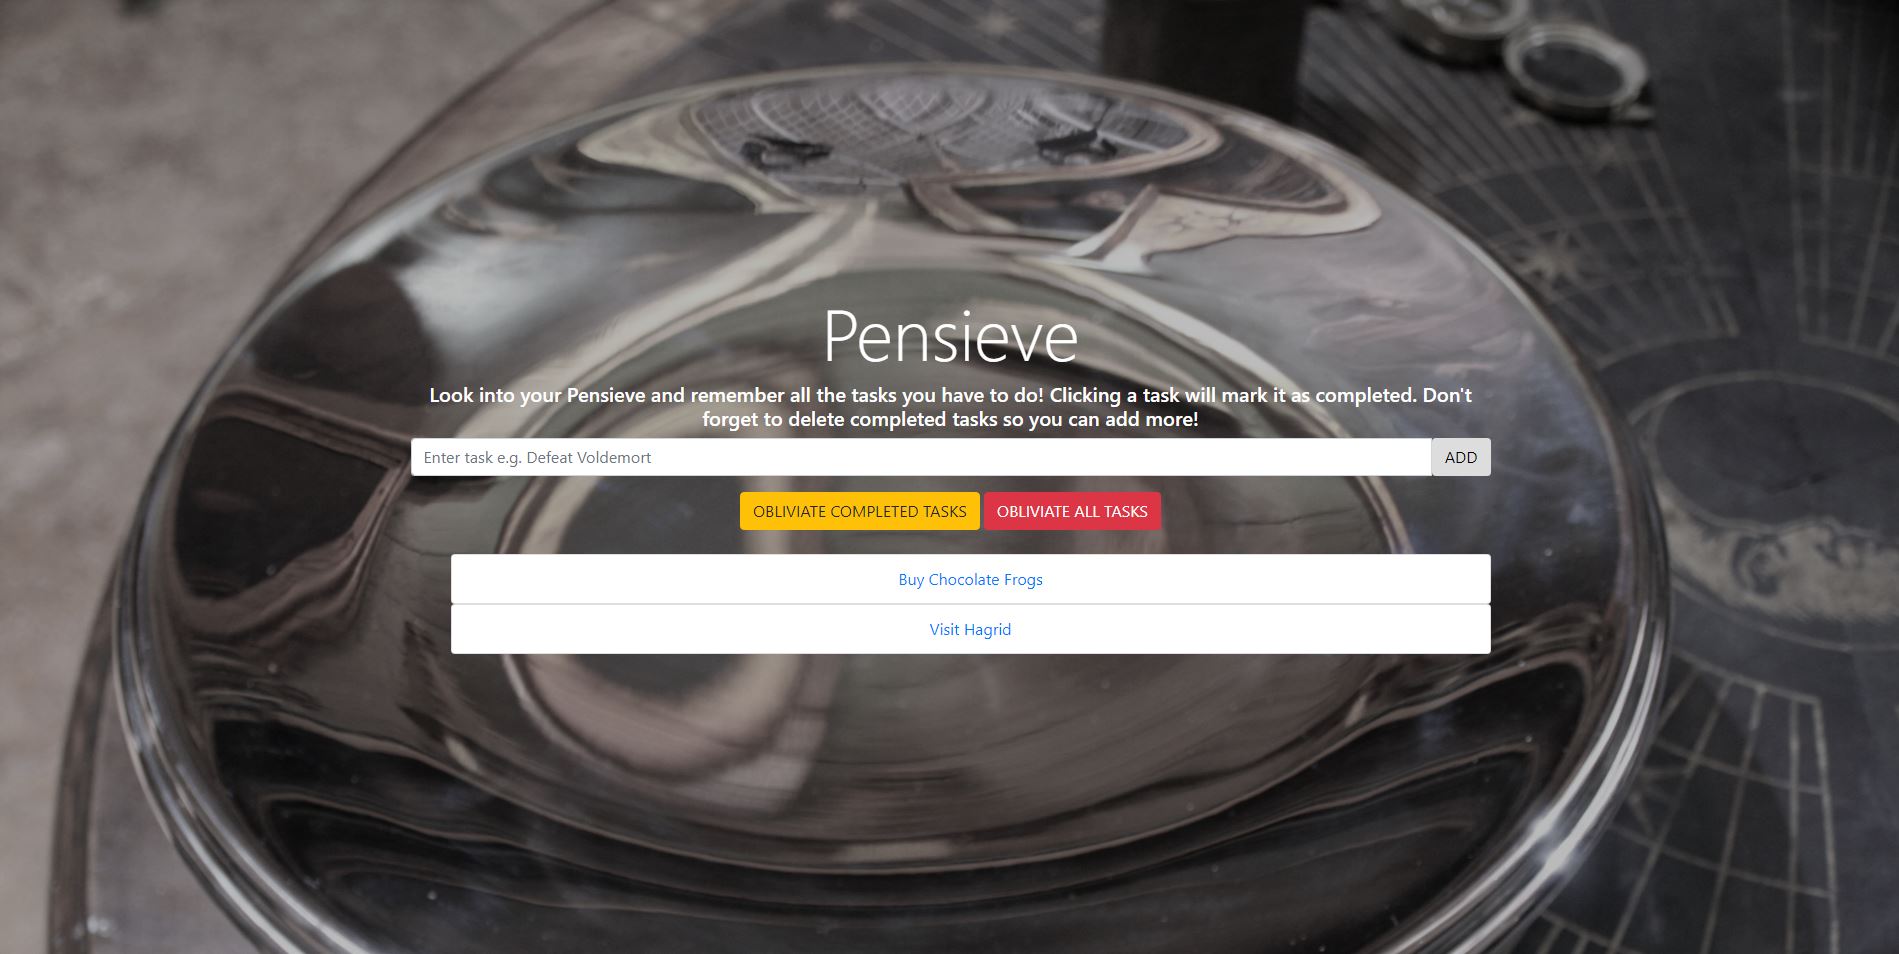 Pensieve
Look into your Pensieve and remember all the tasks you have to do! Clicking a task will mark it as completed. Don't
forget to delete completed tasks so you can add more!
Enter task e.g. Defeat Voldemort
ADD
OBLIVIATE COMPLETED TASKS
OBLIVIATE ALL TASKS
Buy Chocolate Frogs
Visit Hagrid